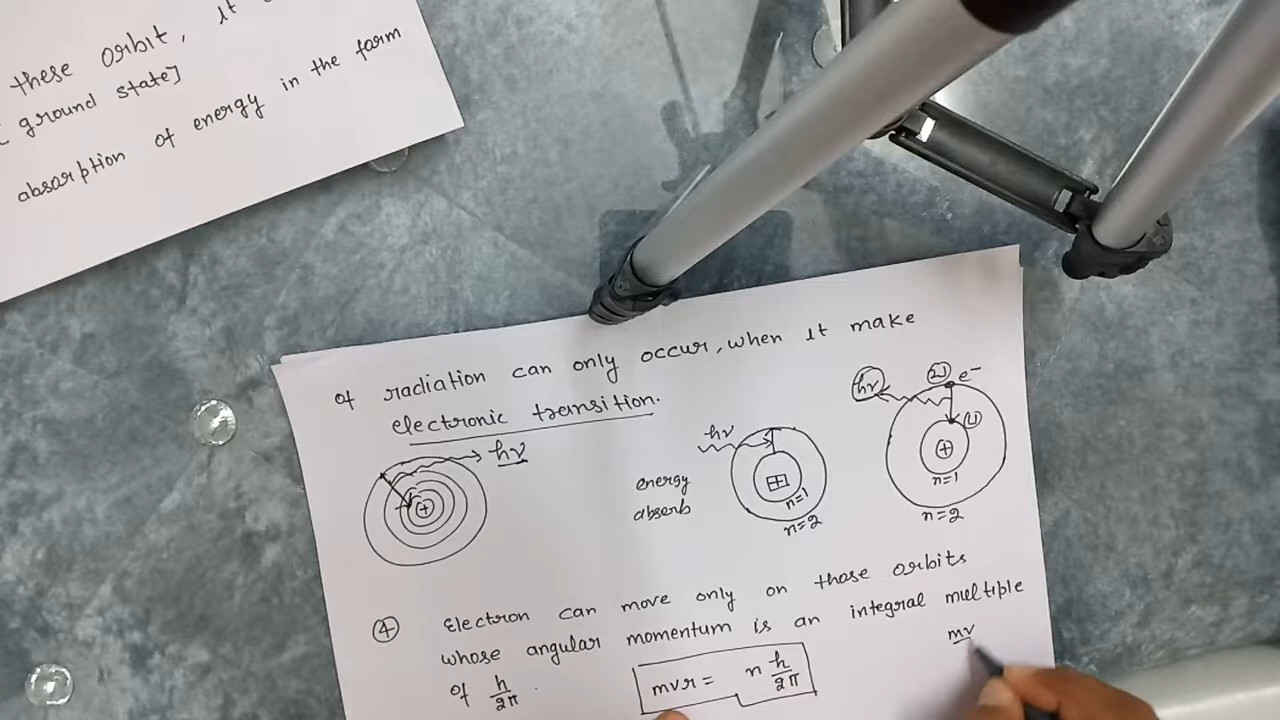 these orbit, it
ground state]
absorption of energy in the form
of radiation can only occur, when it make
electronic transition.
hν
+
energy
absorb
hν
+
n=1
n=2
hν
(2)
e-
(1)
+
n=1
n=2
④ Electron can move only on those orbits
whose angular momentum is an integral multiple
of h/2π.
mvr = n h/2π
mv